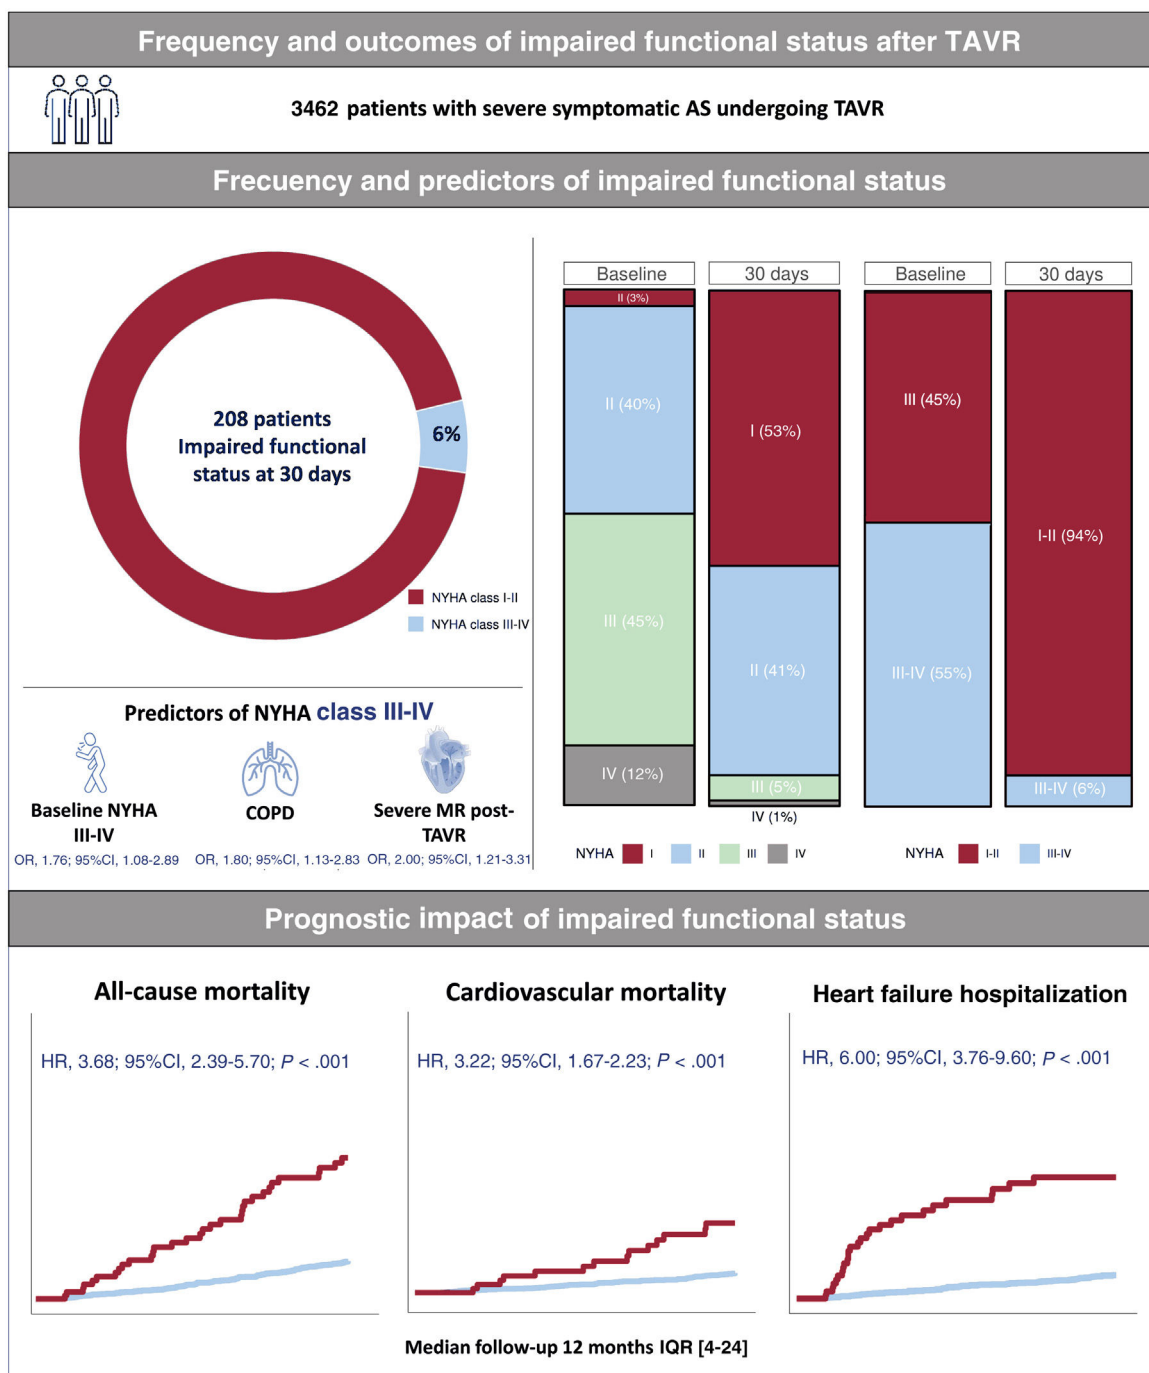 Frequency and outcomes of impaired functional status after TAVR
3462 patients with severe symptomatic AS undergoing TAVR
Frecuency and predictors of impaired functional status
208 patients
Impaired functional
status at 30 days
6%
NYHA class I-II
NYHA class III-IV
Predictors of NYHA class III-IV
Baseline NYHA
III-IV
OR, 1.76; 95%CI, 1.08-2.89
COPD
OR, 1.80; 95%CI, 1.13-2.83
Severe MR post-
TAVR
OR, 2.00; 95%CI, 1.21-3.31
Baseline
II (3%)
II (40%)
III (45%)
IV (12%)
30 days
I (53%)
II (41%)
III (5%)
IV (1%)
NYHA I II III IV
Baseline
III (45%)
III-IV (55%)
30 days
I-II (94%)
III-IV (6%)
NYHA I-II III-IV
Prognostic impact of impaired functional status
All-cause mortality
HR, 3.68; 95%CI, 2.39-5.70; P < .001
Cardiovascular mortality
HR, 3.22; 95%CI, 1.67-2.23; P < .001
Heart failure hospitalization
HR, 6.00; 95%CI, 3.76-9.60; P < .001
Median follow-up 12 months IQR [4-24]